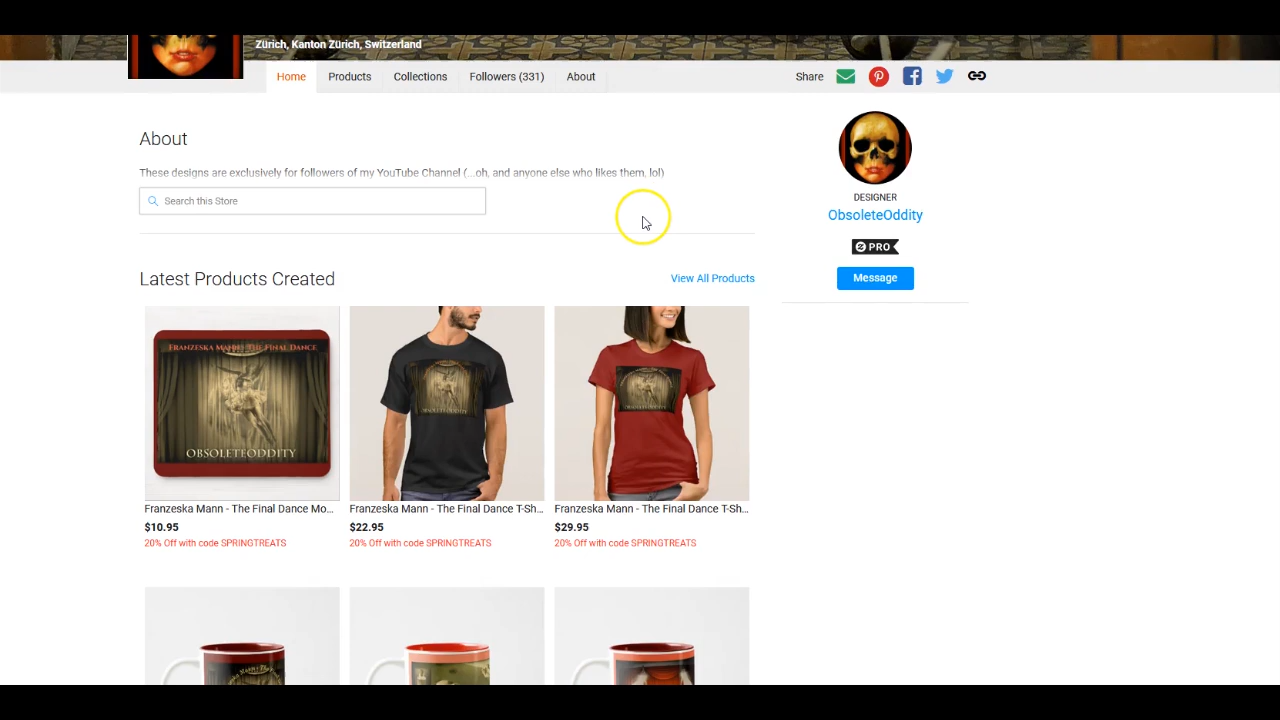 Zürich, Kanton Zürich, Switzerland
Home Products Collections Followers (331) About
Share
About
These designs are exclusively for followers of my YouTube Channel (...oh, and anyone else who likes them, lol)
Search this Store
DESIGNER
ObsoleteOddity
PRO
Message
Latest Products Created
View All Products
FRANZESKA MANN - THE FINAL DANCE
OBSOLETEODDITY
OBSOLETEODDITY
OBSOLETEODDITY
Franzeska Mann - The Final Dance Mo...
$10.95
20% Off with code SPRINGTREATS
Franzeska Mann - The Final Dance T-Sh...
$22.95
20% Off with code SPRINGTREATS
Franzeska Mann - The Final Dance T-Sh...
$29.95
20% Off with code SPRINGTREATS